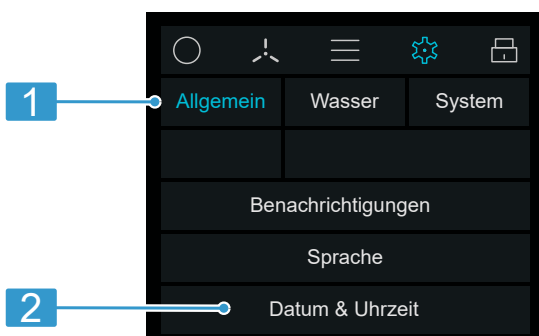 1
Allgemein Wasser System
Benachrichtigungen
Sprache
2
Datum & Uhrzeit